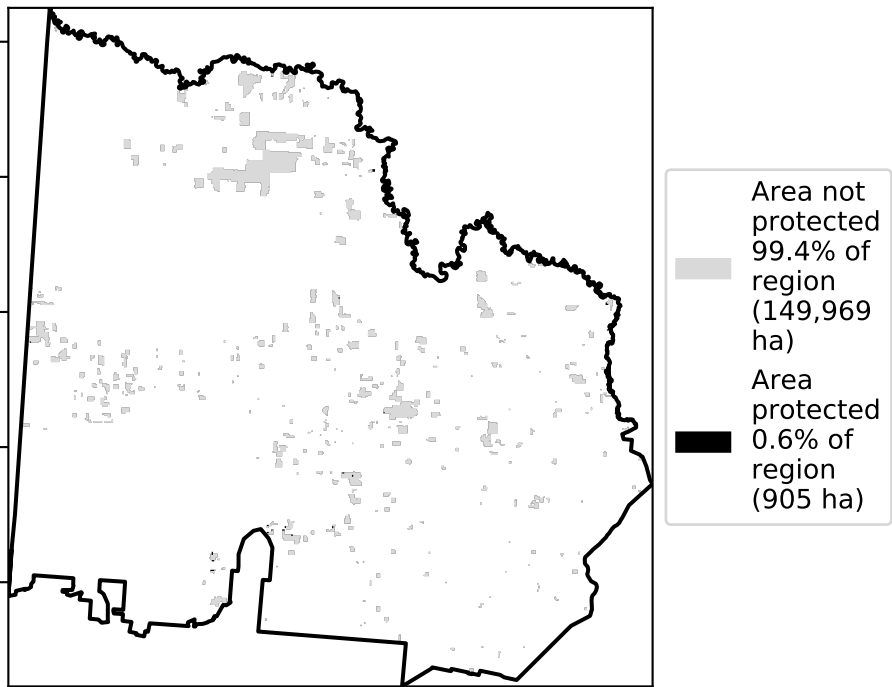 Area not
protected
99.4% of
region
(149,969
ha)
Area
protected
0.6% of
region
(905 ha)